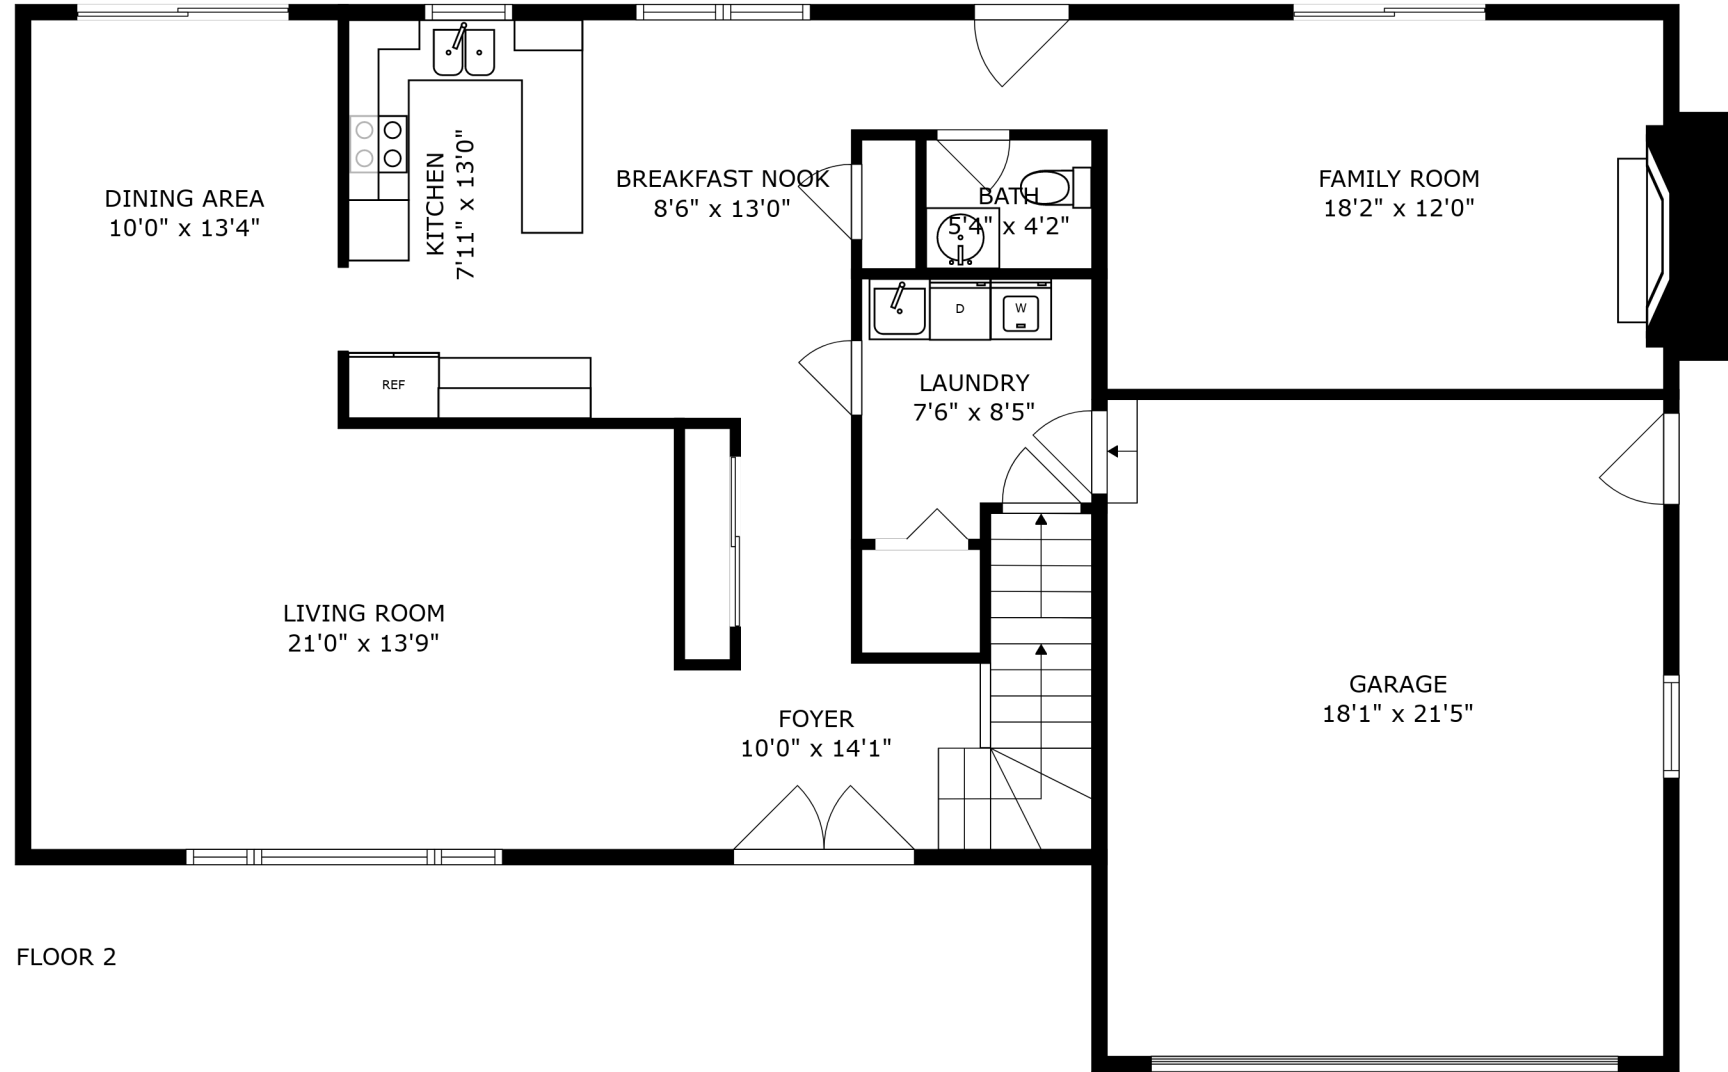 DINING AREA
10'0" x 13'4"
KITCHEN
7'11" x 13'0"
BREAKFAST NOOK
8'6" x 13'0"
BATH
5'4" x 4'2"
FAMILY ROOM
18'2" x 12'0"
D
W
REF
LAUNDRY
7'6" x 8'5"
LIVING ROOM
21'0" x 13'9"
FOYER
10'0" x 14'1"
GARAGE
18'1" x 21'5"
FLOOR 2